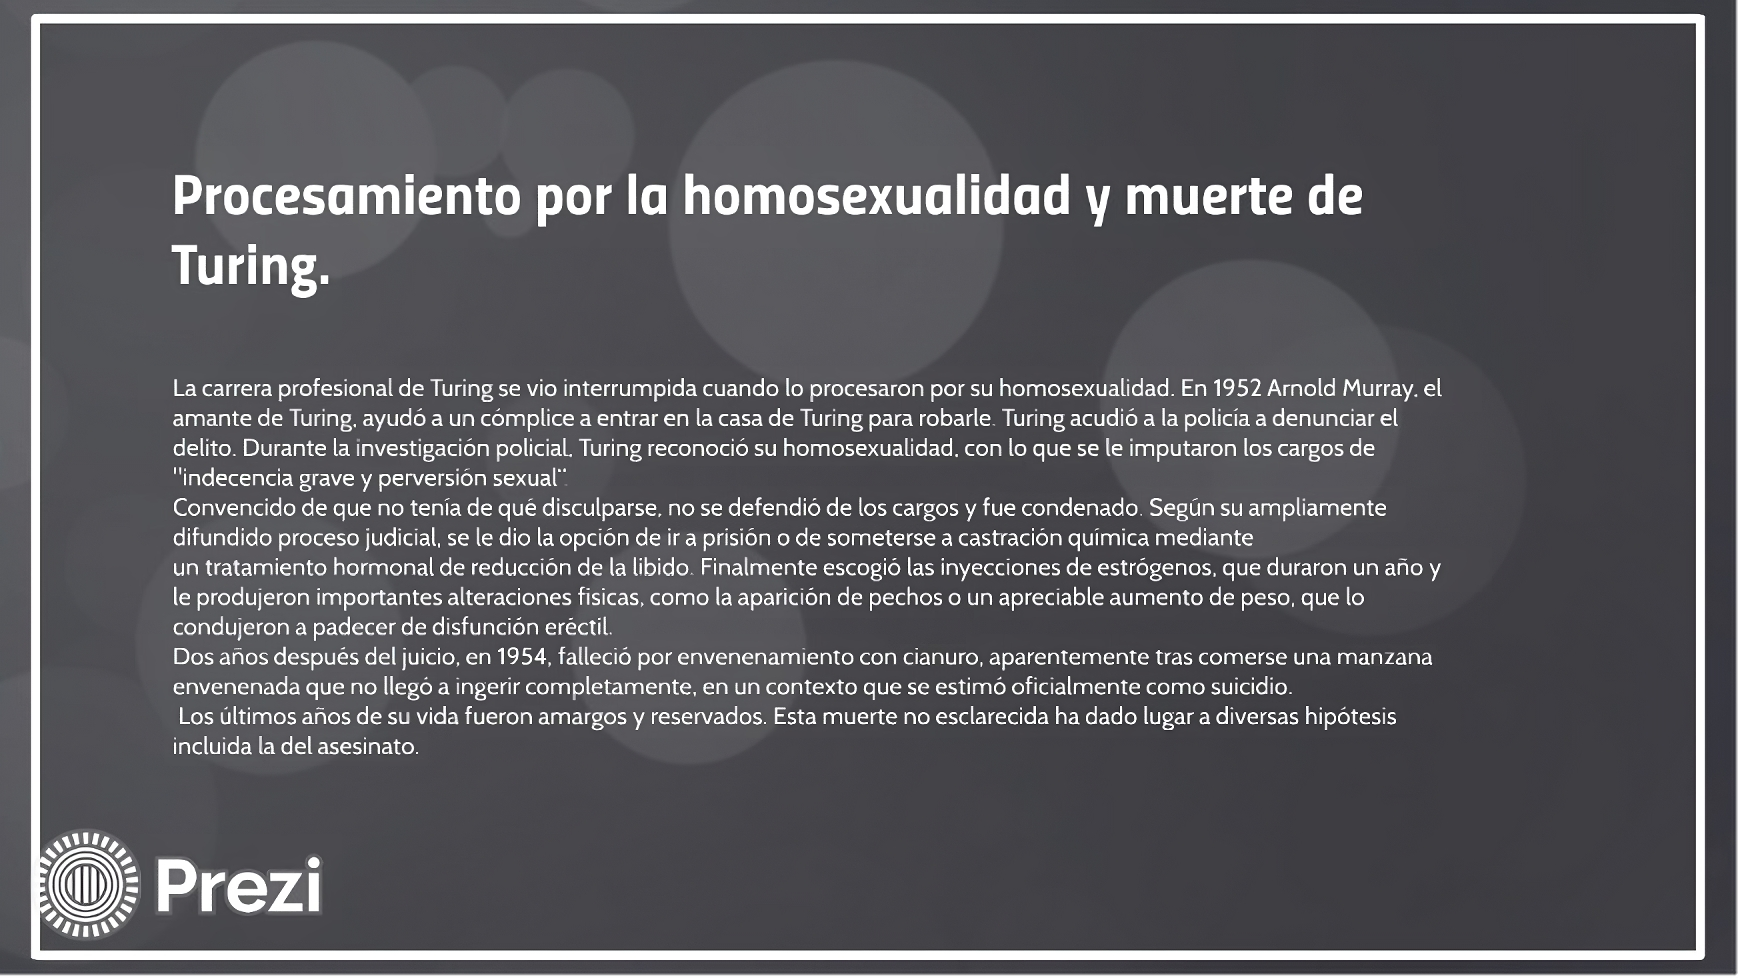 Procesamiento por la homosexualidad y muerte de
Turing.
La carrera profesional de Turing se vio interrumpida cuando lo procesaron por su homosexualidad. En 1952 Arnold Murray, el
amante de Turing, ayudó a un cómplice a entrar en la casa de Turing para robarle. Turing acudió a la policía a denunciar el
delito. Durante la investigación policial, Turing reconoció su homosexualidad, con lo que se le imputaron los cargos de
"indecencia grave y perversión sexual".
Convencido de que no tenía de qué disculparse, no se defendió de los cargos y fue condenado. Según su ampliamente
difundido proceso judicial, se le dio la opción de ir a prisión o de someterse a castración química mediante
un tratamiento hormonal de reducción de la libido. Finalmente escogió las inyecciones de estrógenos, que duraron un año y
le produjeron importantes alteraciones físicas, como la aparición de pechos o un apreciable aumento de peso, que lo
condujeron a padecer de disfunción eréctil.
Dos años después del juicio, en 1954, falleció por envenenamiento con cianuro, aparentemente tras comerse una manzana
envenenada que no llegó a ingerir completamente, en un contexto que se estimó oficialmente como suicidio.
Los últimos años de su vida fueron amargos y reservados. Esta muerte no esclarecida ha dado lugar a diversas hipótesis
incluida la del asesinato.
Prezi